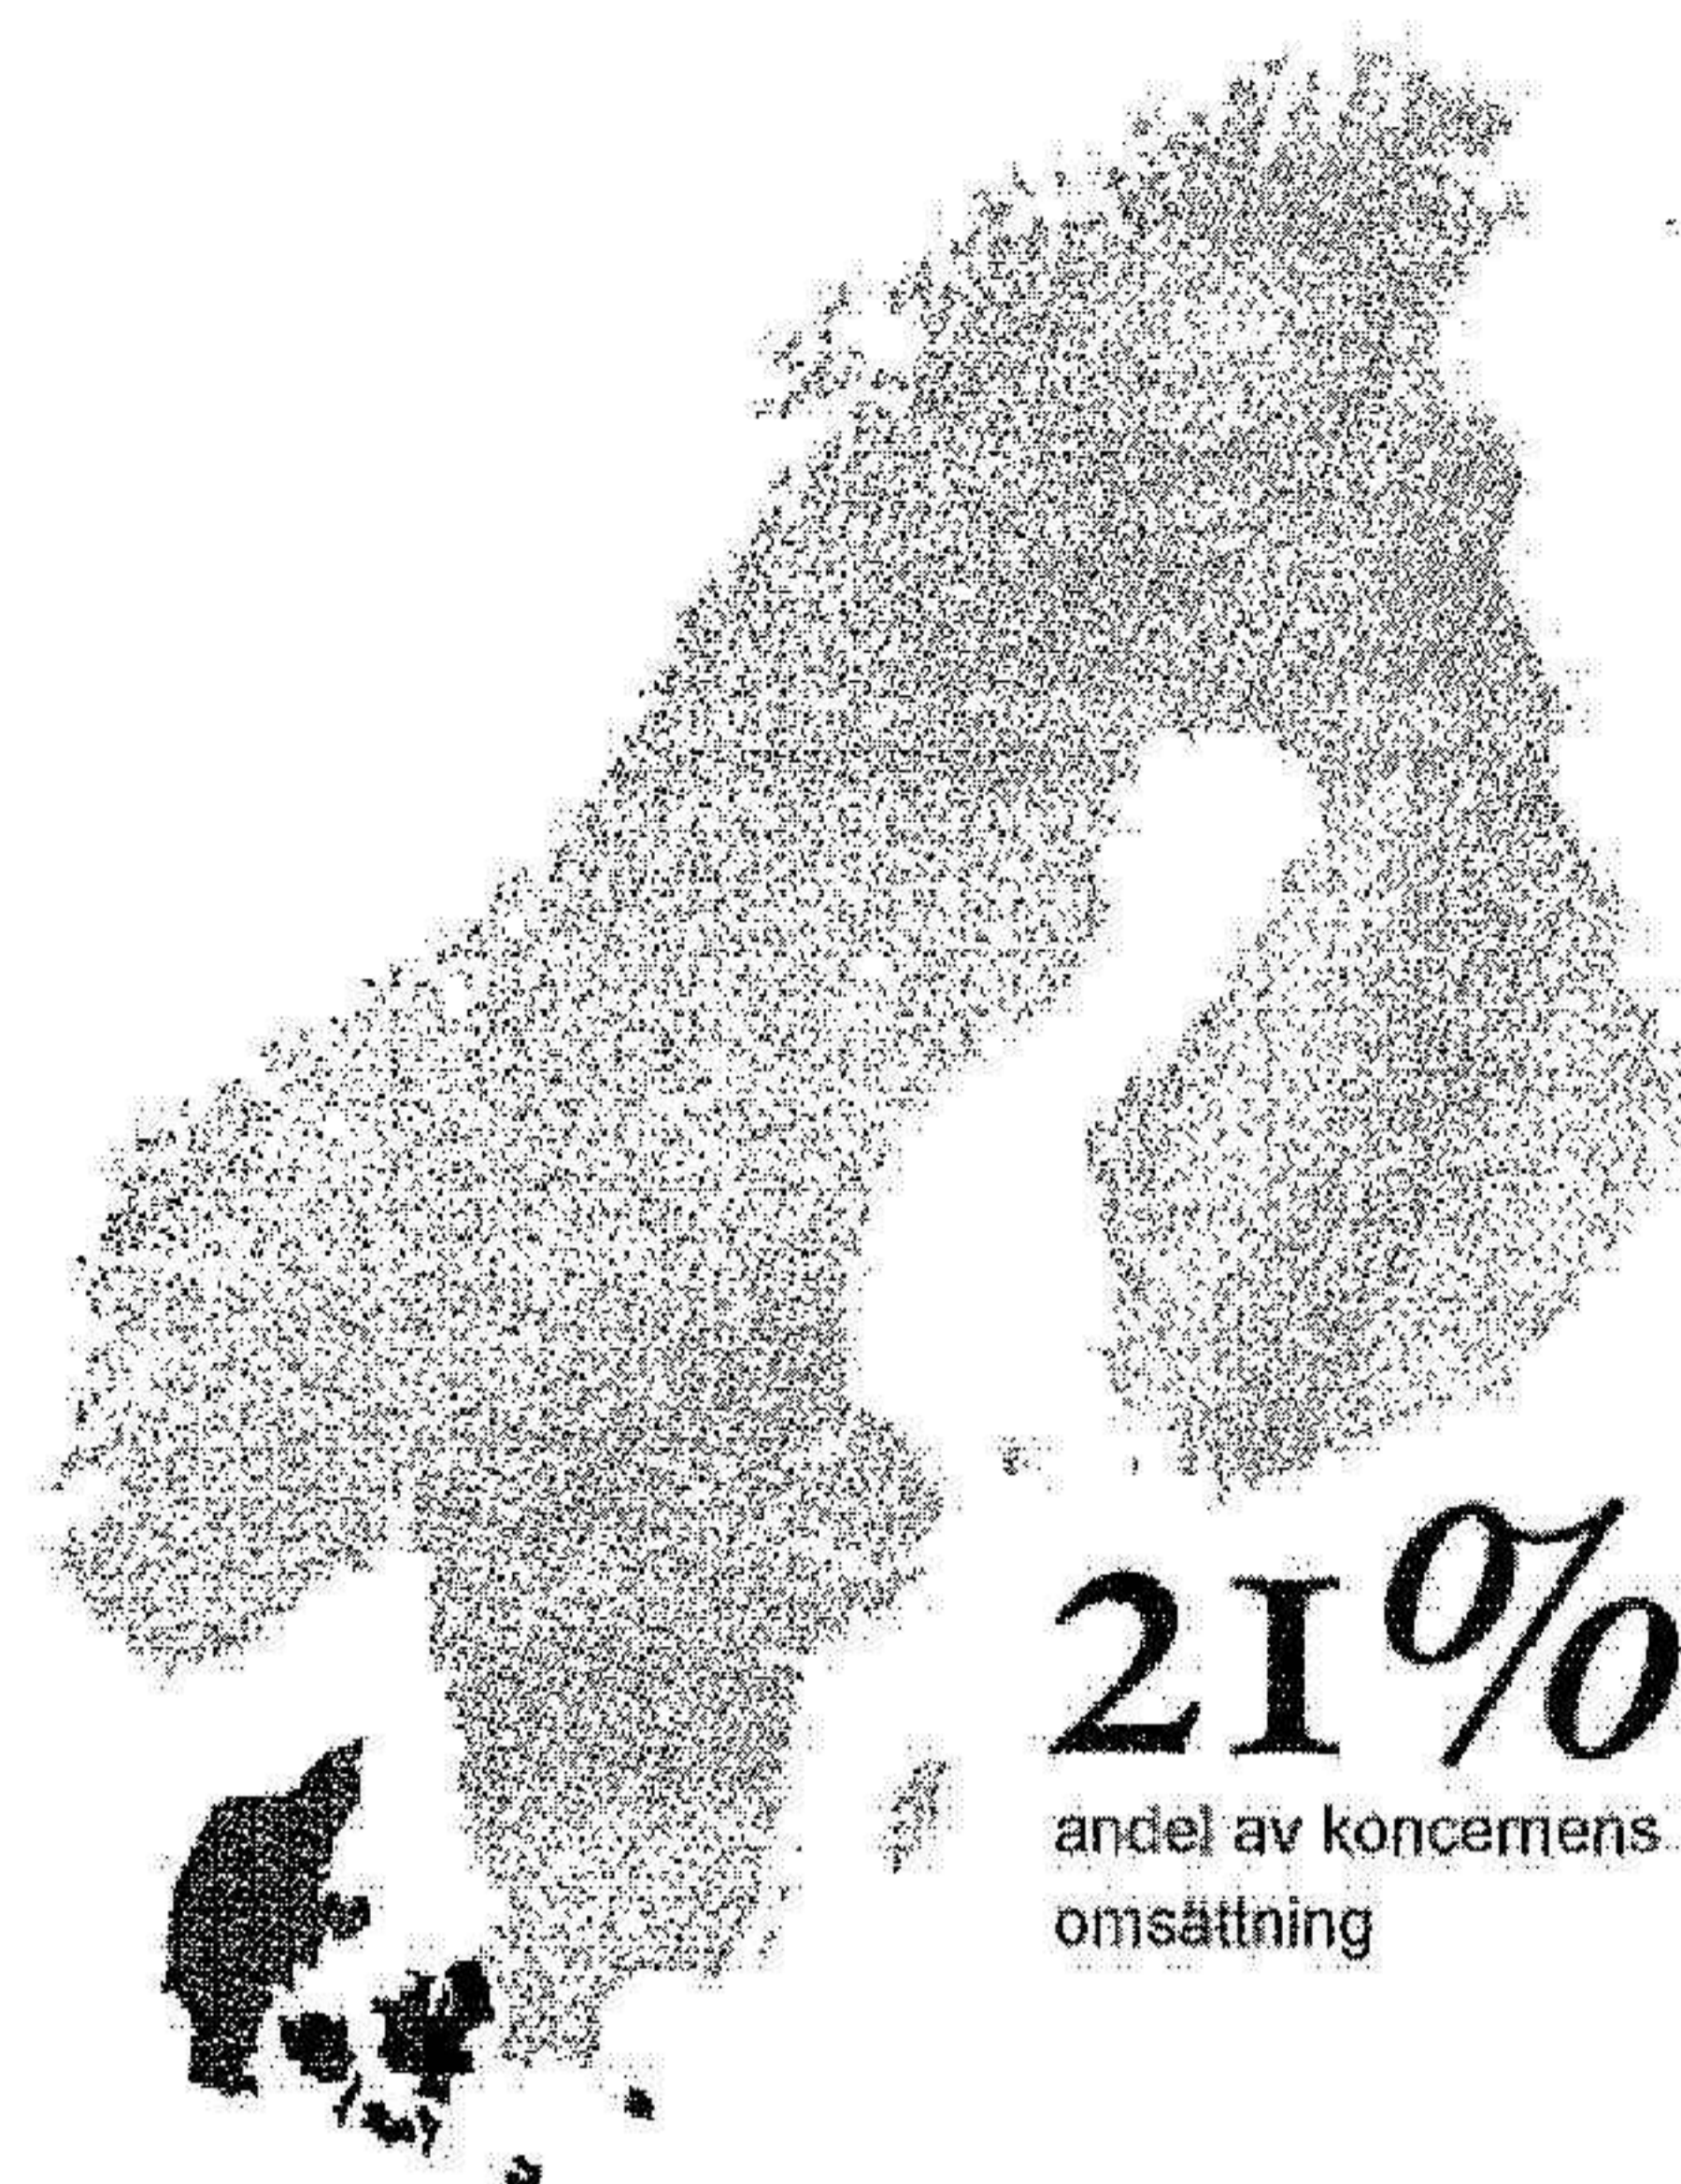 21%
andel av koncernens
omsättning